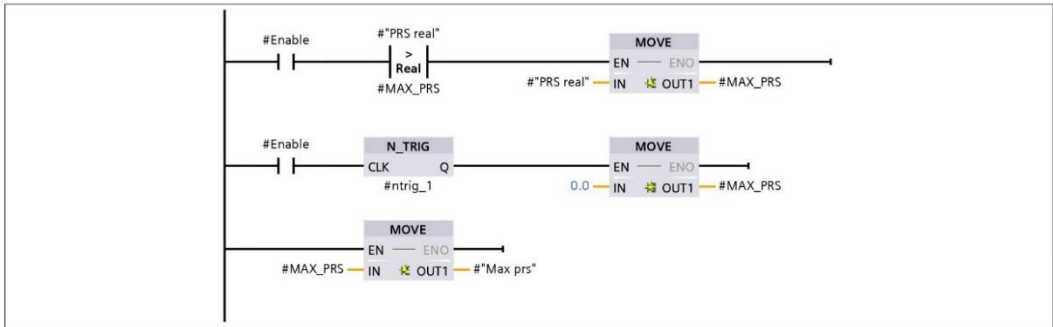 #Enable
#"PRS real"
>
Real
#MAX_PRS
MOVE
EN ENO
#"PRS real" IN OUT1 #MAX_PRS
#Enable
N_TRIG
CLK Q
#ntrig_1
MOVE
EN ENO
0.0 IN OUT1 #MAX_PRS
MOVE
EN ENO
#MAX_PRS IN OUT1 #"Max prs"